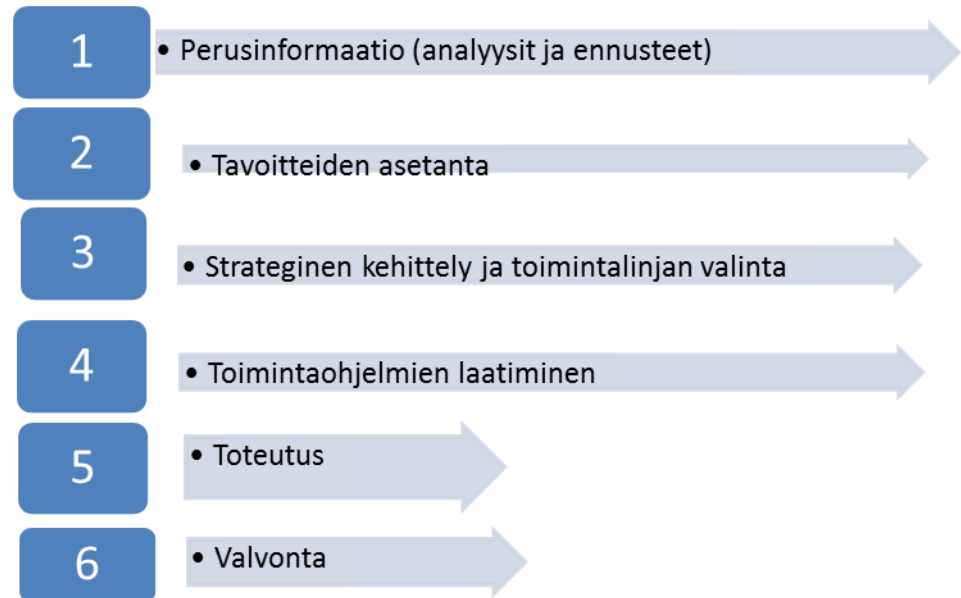 1 • Perusinformaatio (analyysit ja ennusteet)
2 • Tavoitteiden asetanta
3 • Strateginen kehittely ja toimintalinjan valinta
4 • Toimintaohjelmien laatiminen
5 • Toteutus
6 • Valvonta